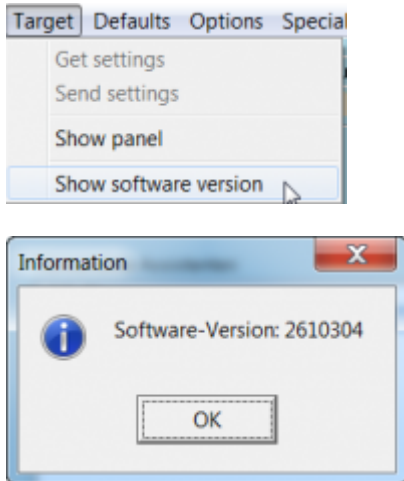 Target Defaults Options Special
Get settings
Send settings
Show panel
Show software version
Information
Software-Version: 2610304
OK